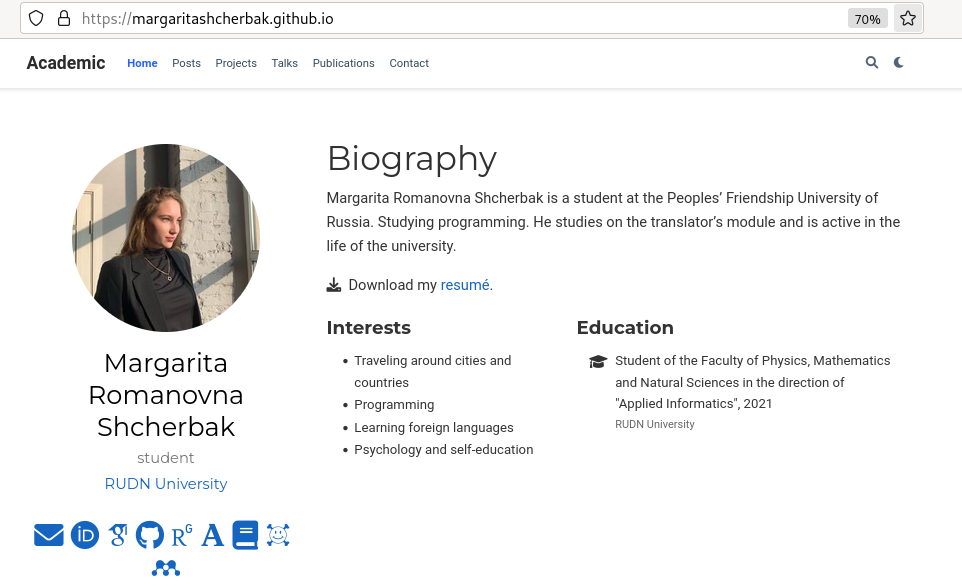 https://margaritashcherbak.github.io
70%
Academic Home Posts Projects Talks Publications Contact
Biography
Margarita Romanovna Shcherbak is a student at the Peoples’ Friendship University of
Russia. Studying programming. He studies on the translator’s module and is active in the
life of the university.
Download my resumé.
Interests
Traveling around cities and
countries
Programming
Learning foreign languages
Psychology and self-education
Education
Student of the Faculty of Physics, Mathematics
and Natural Sciences in the direction of
"Applied Informatics", 2021
RUDN University
Margarita
Romanovna
Shcherbak
student
RUDN University